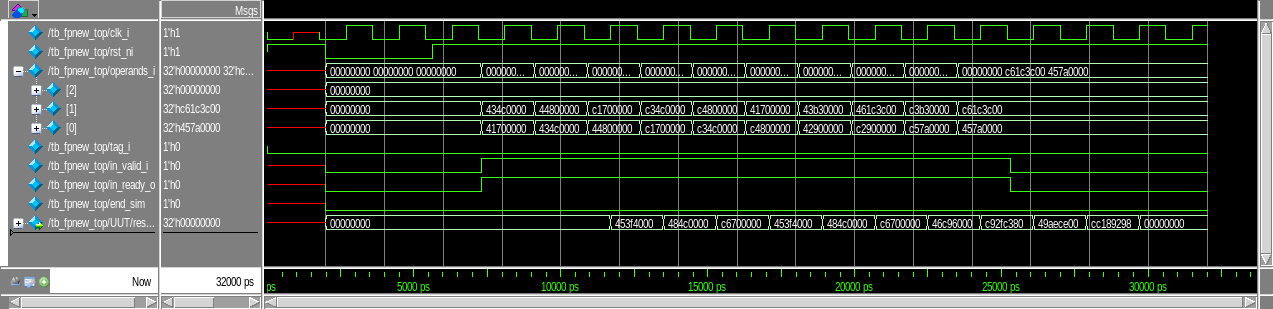 Msgs
/tb_fpnew_top/clk_i 1'h1
/tb_fpnew_top/rst_ni 1'h1
/tb_fpnew_top/operands_i 32'h00000000 32'hc... 00000000 00000000 00000000 000000... 000000... 000000... 000000... 000000... 000000... 000000... 000000... 000000... 00000000 c61c3c00 457a0000
[2] 32'h00000000 00000000
[1] 32'hc61c3c00 00000000 434c0000 44800000 c1700000 c34c0000 c4800000 41700000 43b30000 461c3c00 c3b30000 c61c3c00
[0] 32'h457a0000 00000000 41700000 434c0000 44800000 c1700000 c34c0000 c4800000 42900000 c2900000 c57a0000 457a0000
/tb_fpnew_top/tag_i 1'h0
/tb_fpnew_top/in_valid_i 1'h0
/tb_fpnew_top/in_ready_o 1'h0
/tb_fpnew_top/end_sim 1'h0
/tb_fpnew_top/UUT/res... 32'h00000000 00000000 453f4000 484c0000 c6700000 453f4000 484c0000 c6700000 46c96000 c92fc380 49aece00 cc189298 00000000
Now 32000 ps
ps 5000 ps 10000 ps 15000 ps 20000 ps 25000 ps 30000 ps